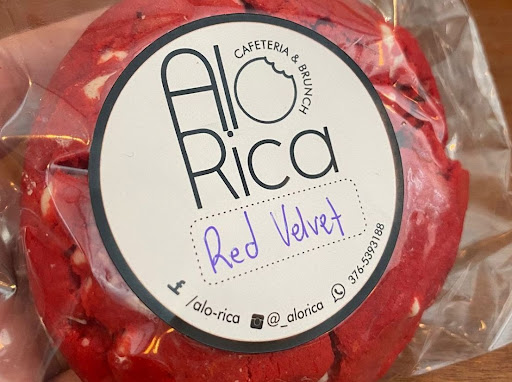 Alo
CAFETERIA & BRUNCH
Rica
Red Velvet
/alo-rica @_alorica 376-5393188